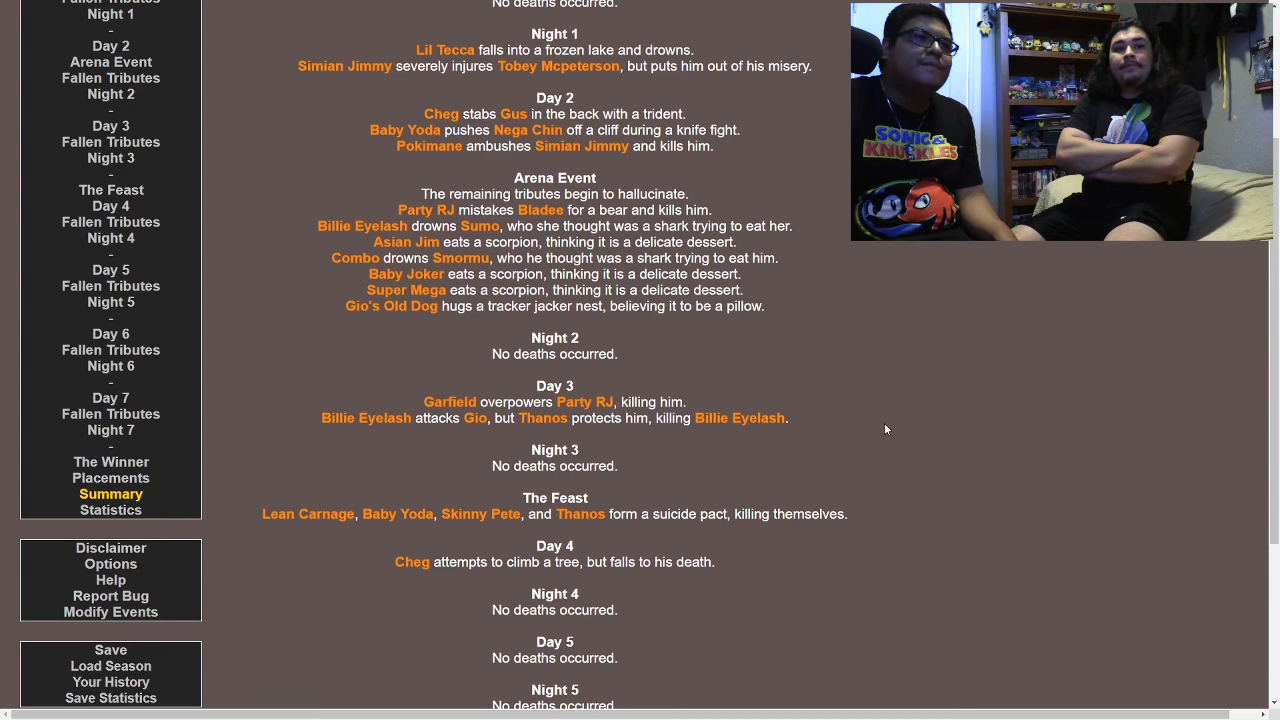 Fallen Tributes
Night 1
-
Day 2
Arena Event
Fallen Tributes
Night 2
-
Day 3
Fallen Tributes
Night 3
-
The Feast
Day 4
Fallen Tributes
Night 4
-
Day 5
Fallen Tributes
Night 5
-
Day 6
Fallen Tributes
Night 6
-
Day 7
Fallen Tributes
Night 7
-
The Winner
Placements
Summary
Statistics
Disclaimer
Options
Help
Report Bug
Modify Events
Save
Load Season
Your History
Save Statistics
No deaths occurred.
Night 1
Lil Tecca falls into a frozen lake and drowns.
Simian Jimmy severely injures Tobey Mcpeterson, but puts him out of his misery.
Day 2
Cheg stabs Gus in the back with a trident.
Baby Yoda pushes Nega Chin off a cliff during a knife fight.
Pokimane ambushes Simian Jimmy and kills him.
Arena Event
The remaining tributes begin to hallucinate.
Party RJ mistakes Bladee for a bear and kills him.
Billie Eyelash drowns Sumo, who she thought was a shark trying to eat her.
Asian Jim eats a scorpion, thinking it is a delicate dessert.
Combo drowns Smormu, who he thought was a shark trying to eat him.
Baby Joker eats a scorpion, thinking it is a delicate dessert.
Super Mega eats a scorpion, thinking it is a delicate dessert.
Gio's Old Dog hugs a tracker jacker nest, believing it to be a pillow.
Night 2
No deaths occurred.
Day 3
Garfield overpowers Party RJ, killing him.
Billie Eyelash attacks Gio, but Thanos protects him, killing Billie Eyelash.
Night 3
No deaths occurred.
The Feast
Lean Carnage, Baby Yoda, Skinny Pete, and Thanos form a suicide pact, killing themselves.
Day 4
Cheg attempts to climb a tree, but falls to his death.
Night 4
No deaths occurred.
Day 5
No deaths occurred.
Night 5
No deaths occurred.
SONIC &
KNUCKLES